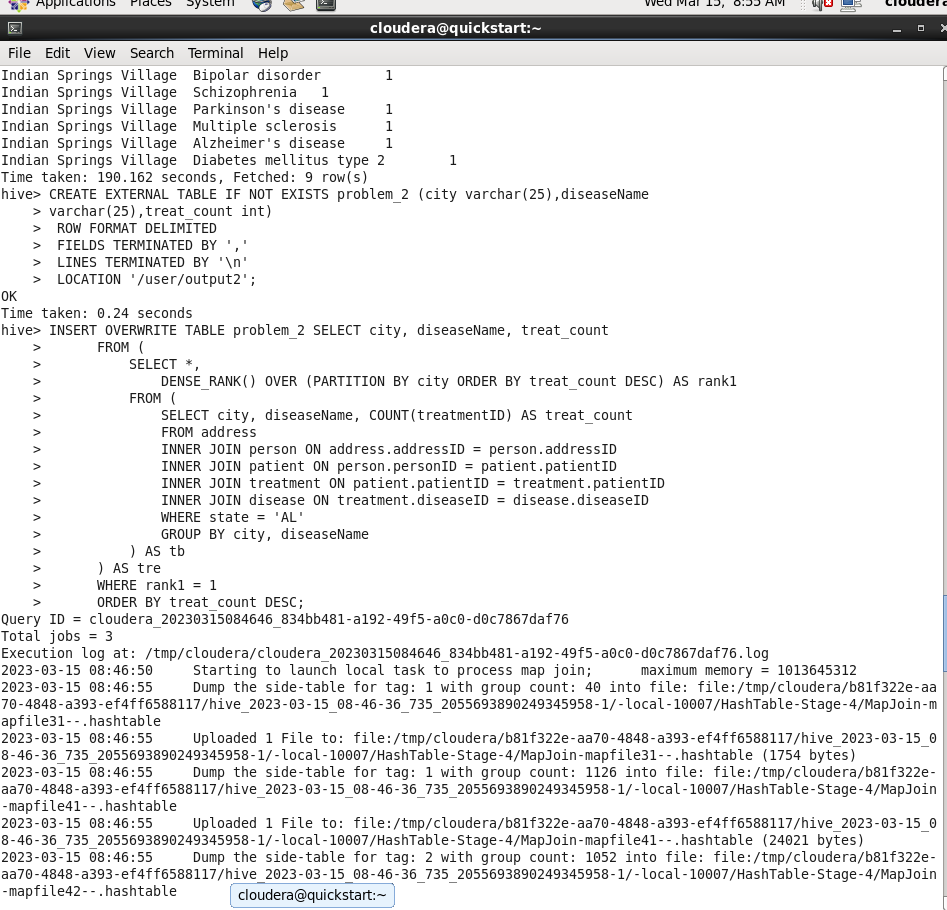 Applications Places System Wed Mar 15, 8:55 AM cloudera
cloudera@quickstart:~
File Edit View Search Terminal Help
Indian Springs Village  Bipolar disorder        1
Indian Springs Village  Schizophrenia   1
Indian Springs Village  Parkinson's disease     1
Indian Springs Village  Multiple sclerosis      1
Indian Springs Village  Alzheimer's disease     1
Indian Springs Village  Diabetes mellitus type 2        1
Time taken: 190.162 seconds, Fetched: 9 row(s)
hive> CREATE EXTERNAL TABLE IF NOT EXISTS problem_2 (city varchar(25),diseaseName
    > varchar(25),treat_count int)
    >  ROW FORMAT DELIMITED
    >  FIELDS TERMINATED BY ','
    >  LINES TERMINATED BY '\n'
    >  LOCATION '/user/output2';
OK
Time taken: 0.24 seconds
hive> INSERT OVERWRITE TABLE problem_2 SELECT city, diseaseName, treat_count
    >       FROM (
    >           SELECT *,
    >               DENSE_RANK() OVER (PARTITION BY city ORDER BY treat_count DESC) AS rank1
    >           FROM (
    >               SELECT city, diseaseName, COUNT(treatmentID) AS treat_count
    >               FROM address
    >               INNER JOIN person ON address.addressID = person.addressID
    >               INNER JOIN patient ON person.personID = patient.patientID
    >               INNER JOIN treatment ON patient.patientID = treatment.patientID
    >               INNER JOIN disease ON treatment.diseaseID = disease.diseaseID
    >               WHERE state = 'AL'
    >               GROUP BY city, diseaseName
    >           ) AS tb
    >       ) AS tre
    >       WHERE rank1 = 1
    >       ORDER BY treat_count DESC;
Query ID = cloudera_20230315084646_834bb481-a192-49f5-a0c0-d0c7867daf76
Total jobs = 3
Execution log at: /tmp/cloudera/cloudera_20230315084646_834bb481-a192-49f5-a0c0-d0c7867daf76.log
2023-03-15 08:46:50     Starting to launch local task to process map join;      maximum memory = 1013645312
2023-03-15 08:46:55     Dump the side-table for tag: 1 with group count: 40 into file: file:/tmp/cloudera/b81f322e-aa
70-4848-a393-ef4ff6588117/hive_2023-03-15_08-46-36_735_2055693890249345958-1/-local-10007/HashTable-Stage-4/MapJoin-m
apfile31--.hashtable
2023-03-15 08:46:55     Uploaded 1 File to: file:/tmp/cloudera/b81f322e-aa70-4848-a393-ef4ff6588117/hive_2023-03-15_0
8-46-36_735_2055693890249345958-1/-local-10007/HashTable-Stage-4/MapJoin-mapfile31--.hashtable (1754 bytes)
2023-03-15 08:46:55     Dump the side-table for tag: 1 with group count: 1126 into file: file:/tmp/cloudera/b81f322e-
aa70-4848-a393-ef4ff6588117/hive_2023-03-15_08-46-36_735_2055693890249345958-1/-local-10007/HashTable-Stage-4/MapJoin
-mapfile41--.hashtable
2023-03-15 08:46:55     Uploaded 1 File to: file:/tmp/cloudera/b81f322e-aa70-4848-a393-ef4ff6588117/hive_2023-03-15_0
8-46-36_735_2055693890249345958-1/-local-10007/HashTable-Stage-4/MapJoin-mapfile41--.hashtable (24021 bytes)
2023-03-15 08:46:55     Dump the side-table for tag: 2 with group count: 1052 into file: file:/tmp/cloudera/b81f322e-
aa70-4848-a393-ef4ff6588117/hive_2023-03-15_08-46-36_735_2055693890249345958-1/-local-10007/HashTable-Stage-4/MapJoin
-mapfile42--.hashtable
cloudera@quickstart:~